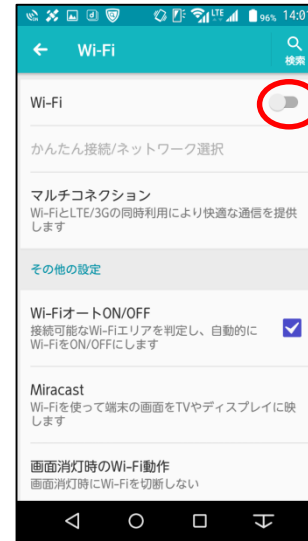 LTE 96% 14:0
Wi-Fi
検索
Wi-Fi
かんたん接続/ネットワーク選択
マルチコネクション
Wi-FiとLTE/3Gの同時利用により快適な通信を提供
します
その他の設定
Wi-FiオートON/OFF
接続可能なWi-Fiエリアを判定し、自動的に
Wi-FiをON/OFFにします
Miracast
Wi-Fiを使って端末の画面をTVやディスプレイに映
します
画面消灯時のWi-Fi動作
画面消灯時にWi-Fiを切断しない